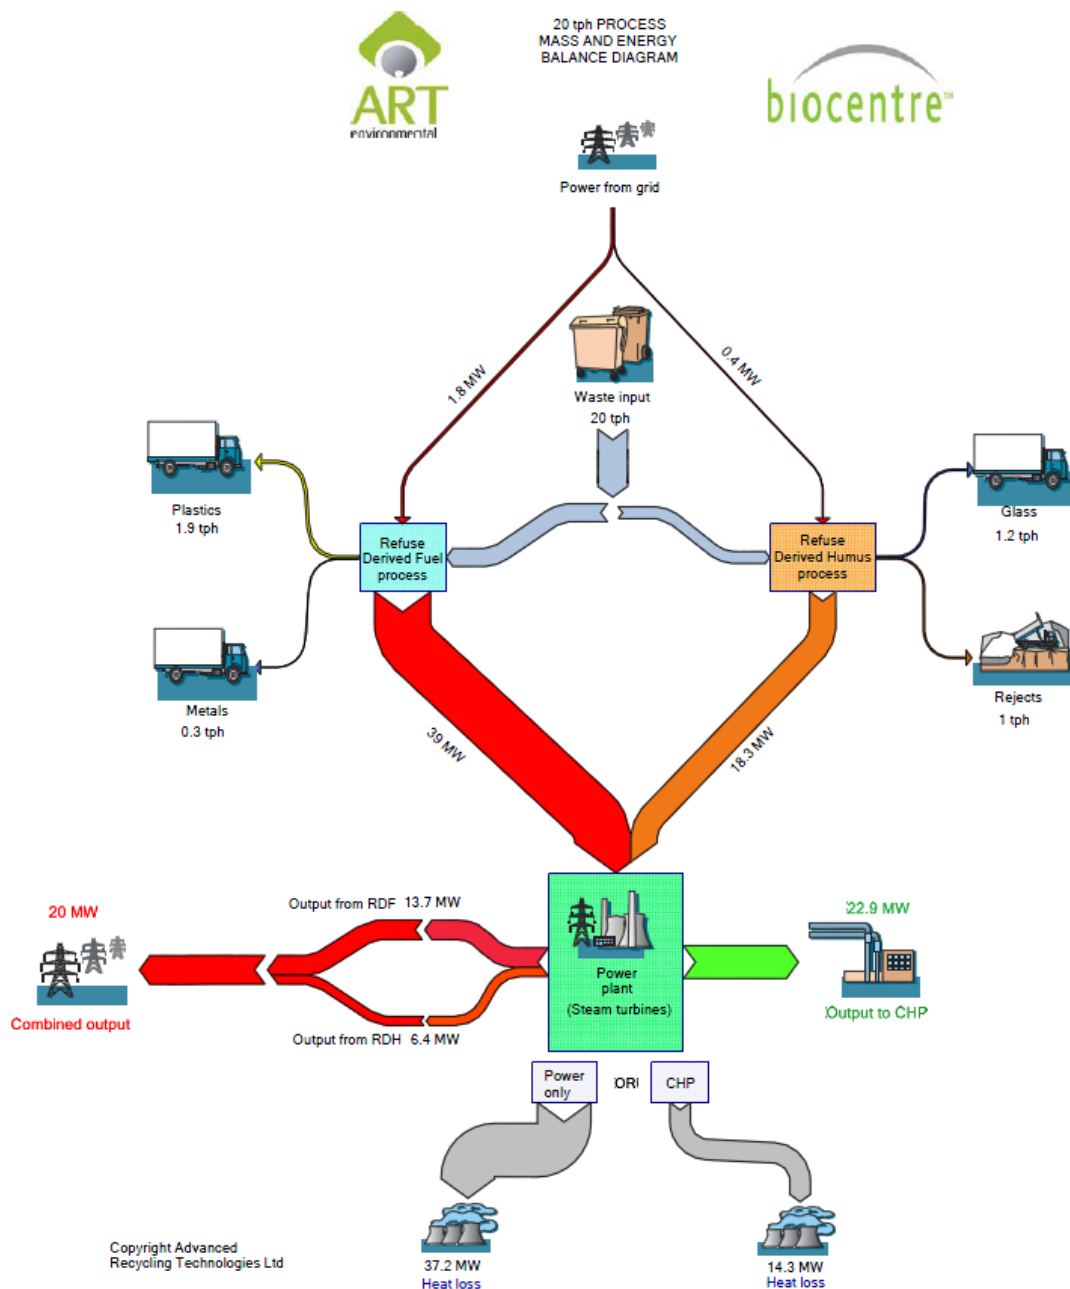 20 tph PROCESS
MASS AND ENERGY
BALANCE DIAGRAM
ART
environmental
biocentre™
Power from grid
1.8 MW
0.4 MW
Waste input
20 tph
Plastics
1.9 tph
Glass
1.2 tph
Refuse
Derived Fuel
process
Refuse
Derived Humus
process
Metals
0.3 tph
Rejects
1 tph
39 MW
18.3 MW
20 MW
Combined output
Output from RDF 13.7 MW
Output from RDH 6.4 MW
Power
plant
(Steam turbines)
22.9 MW
Output to CHP
Power
only
OR
CHP
37.2 MW
Heat loss
14.3 MW
Heat loss
Copyright Advanced
Recycling Technologies Ltd